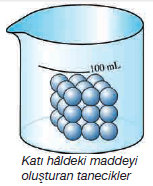 100 mL
Katı hâldeki maddeyi
oluşturan tanecikler